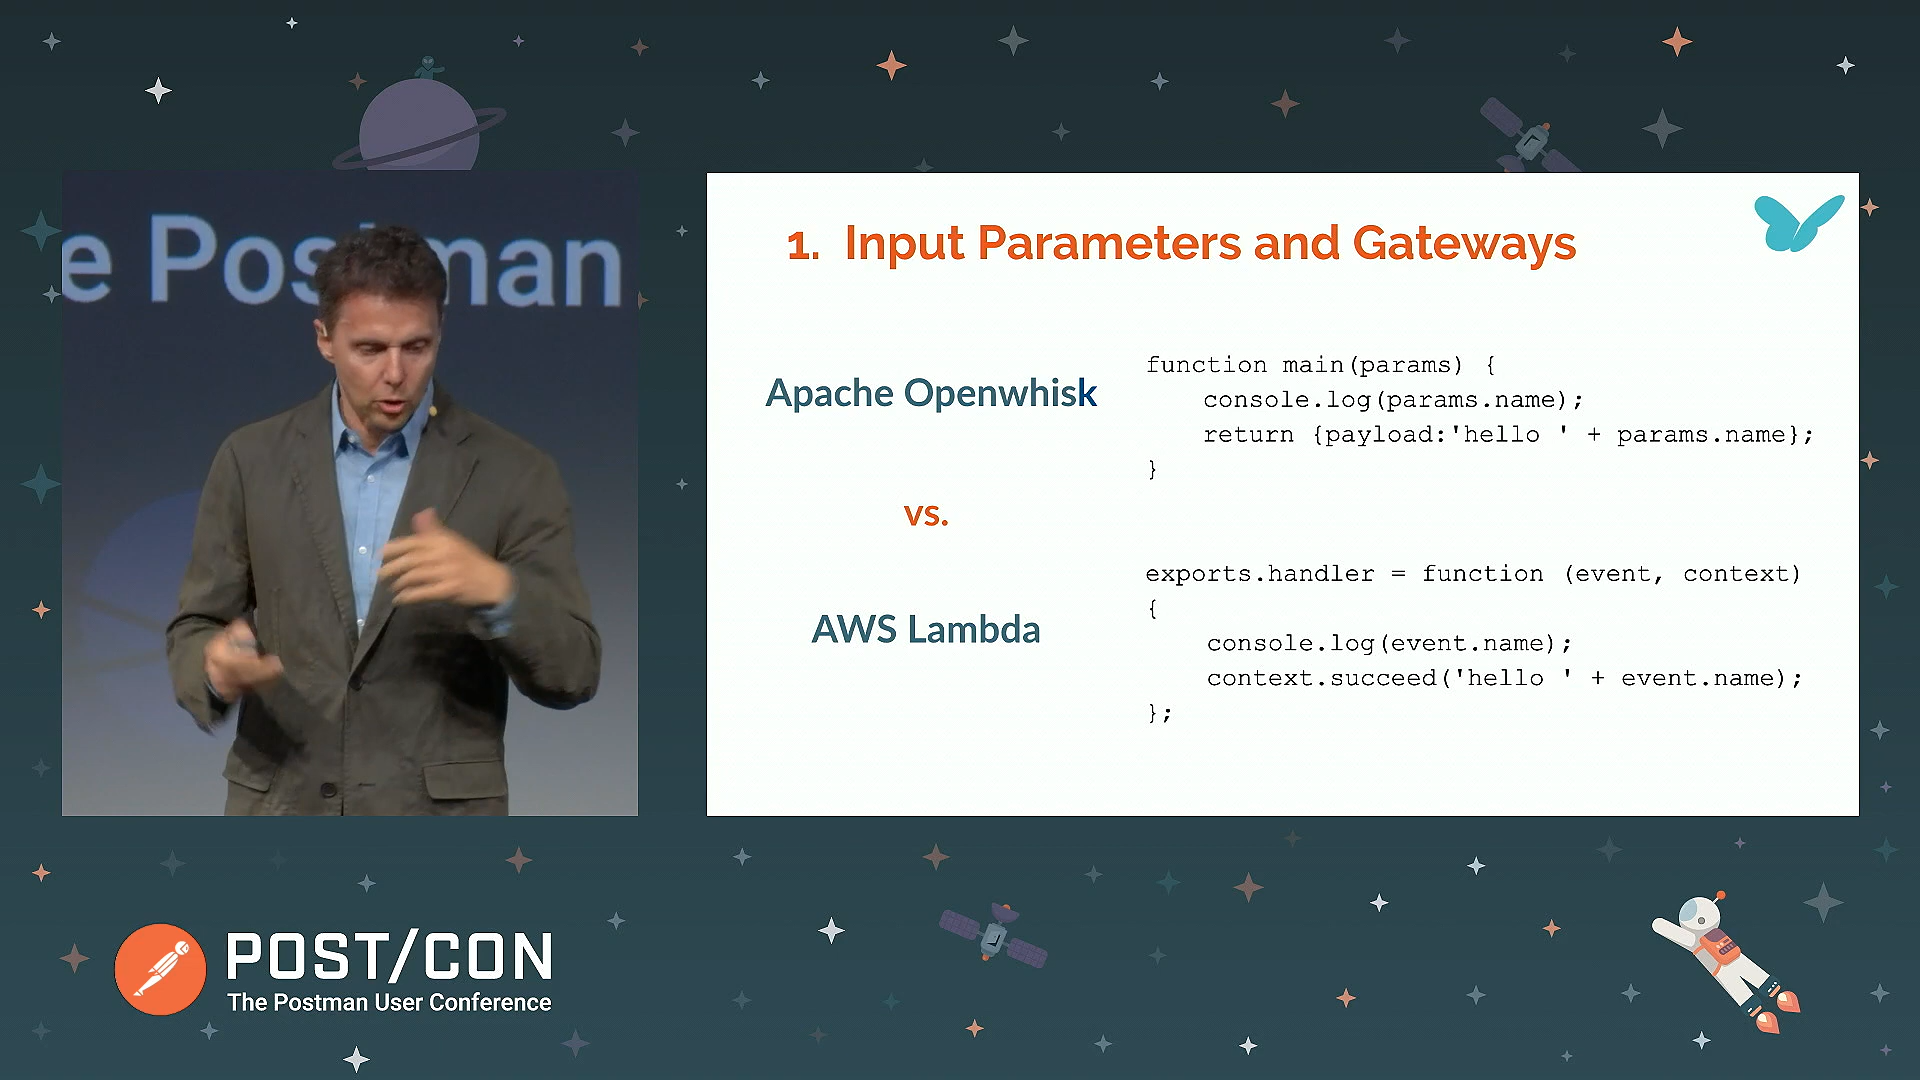 e Postman
1. Input Parameters and Gateways
Apache Openwhisk
function main(params) {
console.log(params.name);
return {payload:'hello ' + params.name};
}
vs.
AWS Lambda
exports.handler = function (event, context)
{
console.log(event.name);
context.succeed('hello ' + event.name);
};
POST/CON
The Postman User Conference